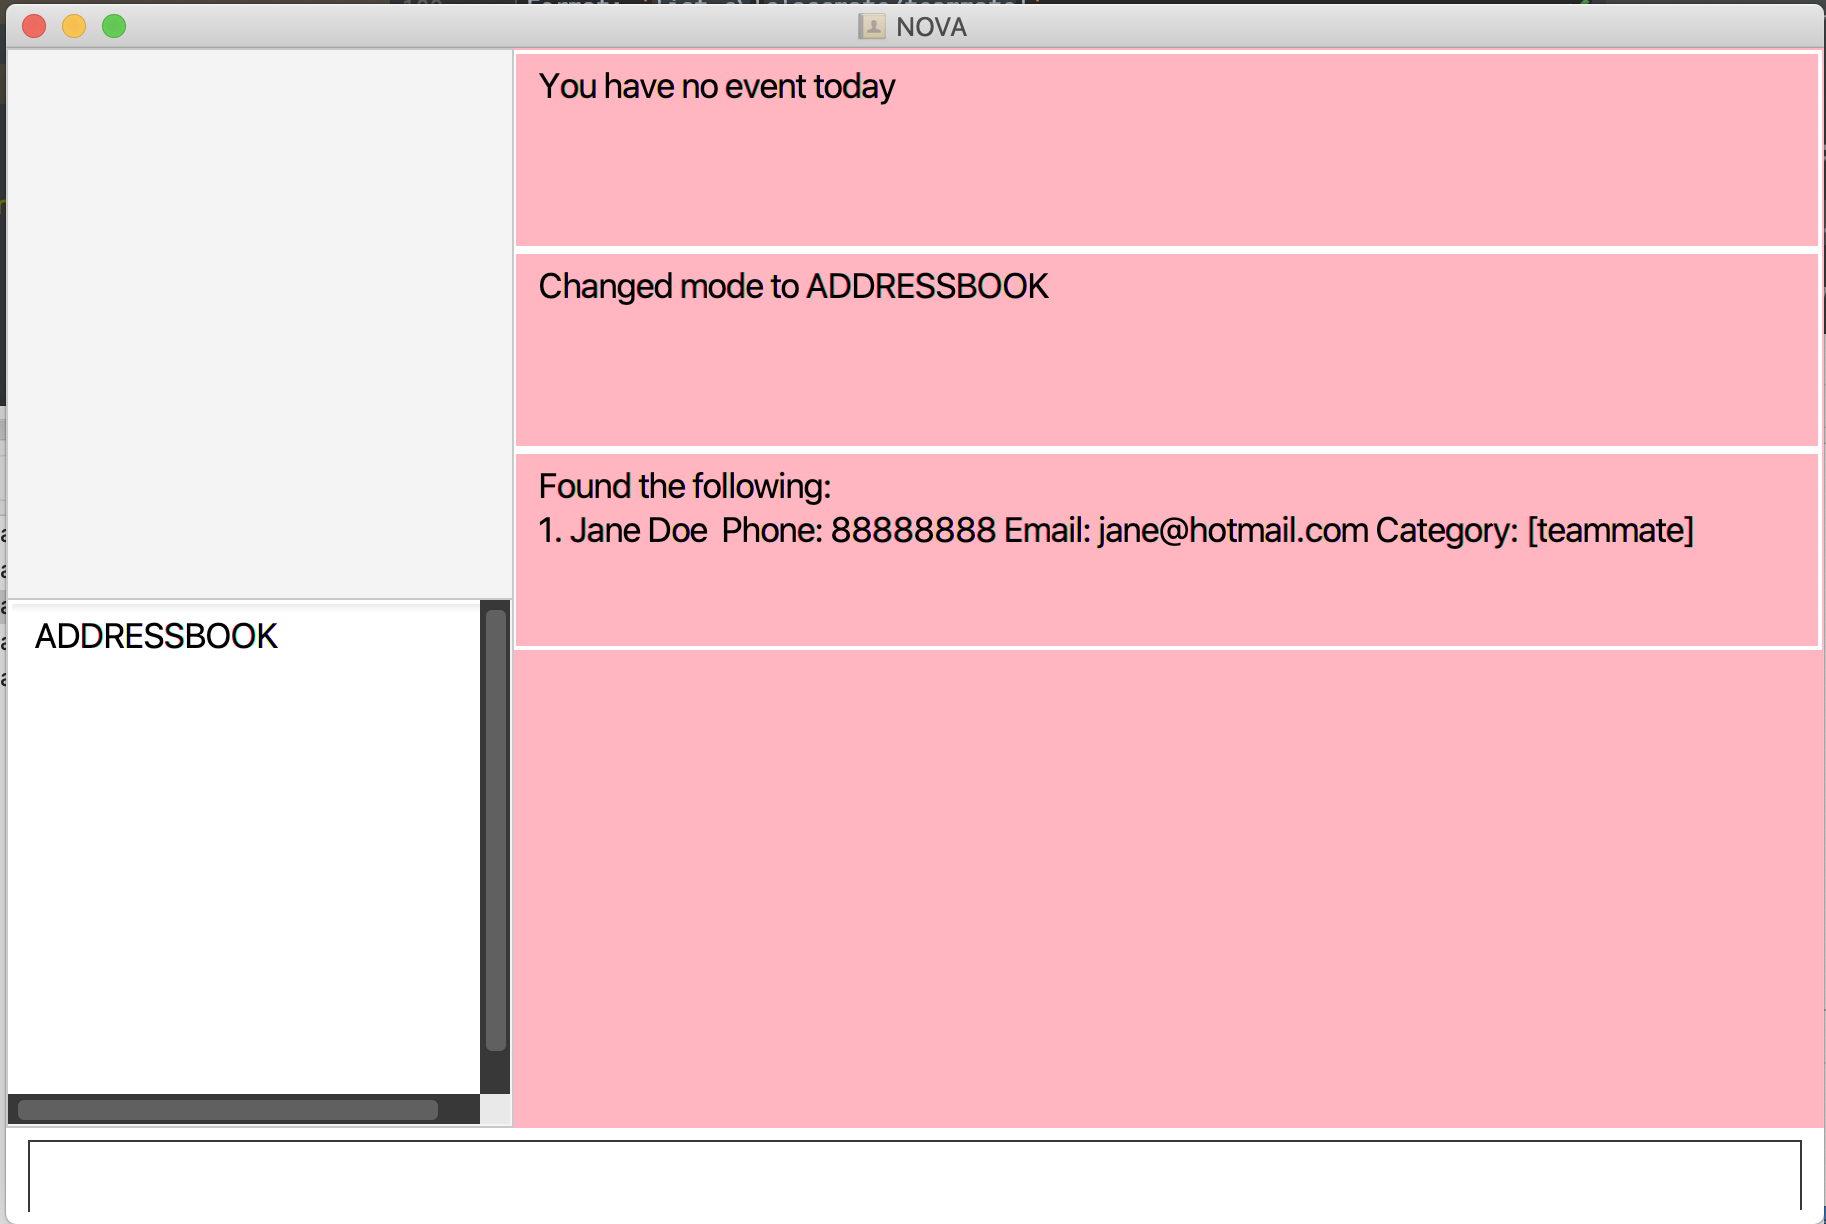 NOVA
You have no event today
Changed mode to ADDRESSBOOK
Found the following:
1. Jane Doe  Phone: 88888888 Email: jane@hotmail.com Category: [teammate]
ADDRESSBOOK